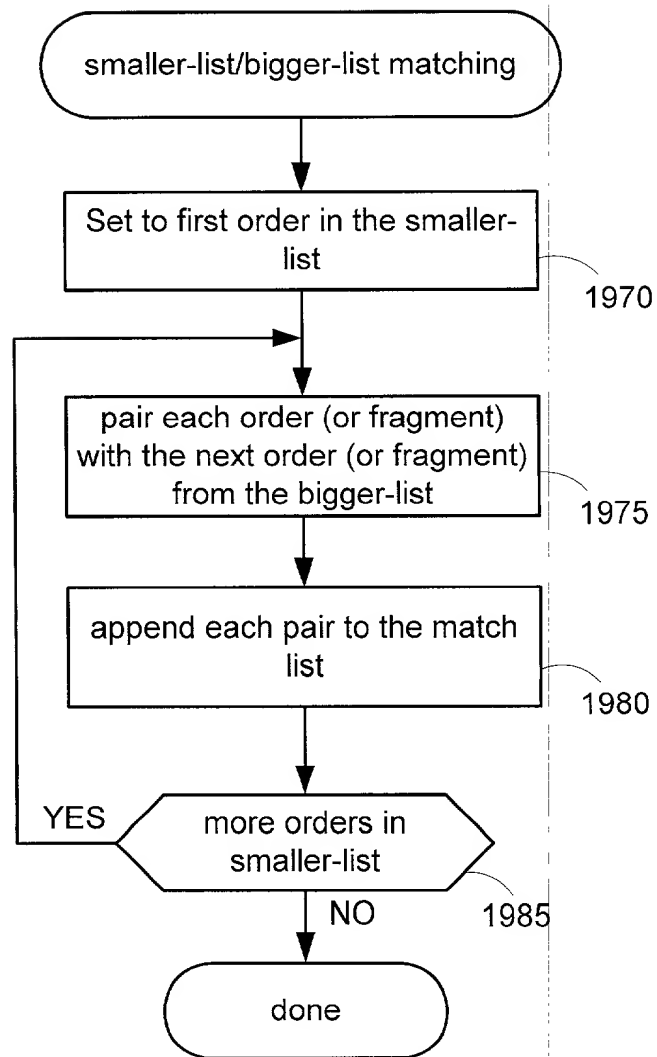 smaller-list/bigger-list matching
Set to first order in the smaller-
list
1970
pair each order (or fragment)
with the next order (or fragment)
from the bigger-list
1975
append each pair to the match
list
1980
YES
more orders in
smaller-list
1985
NO
done